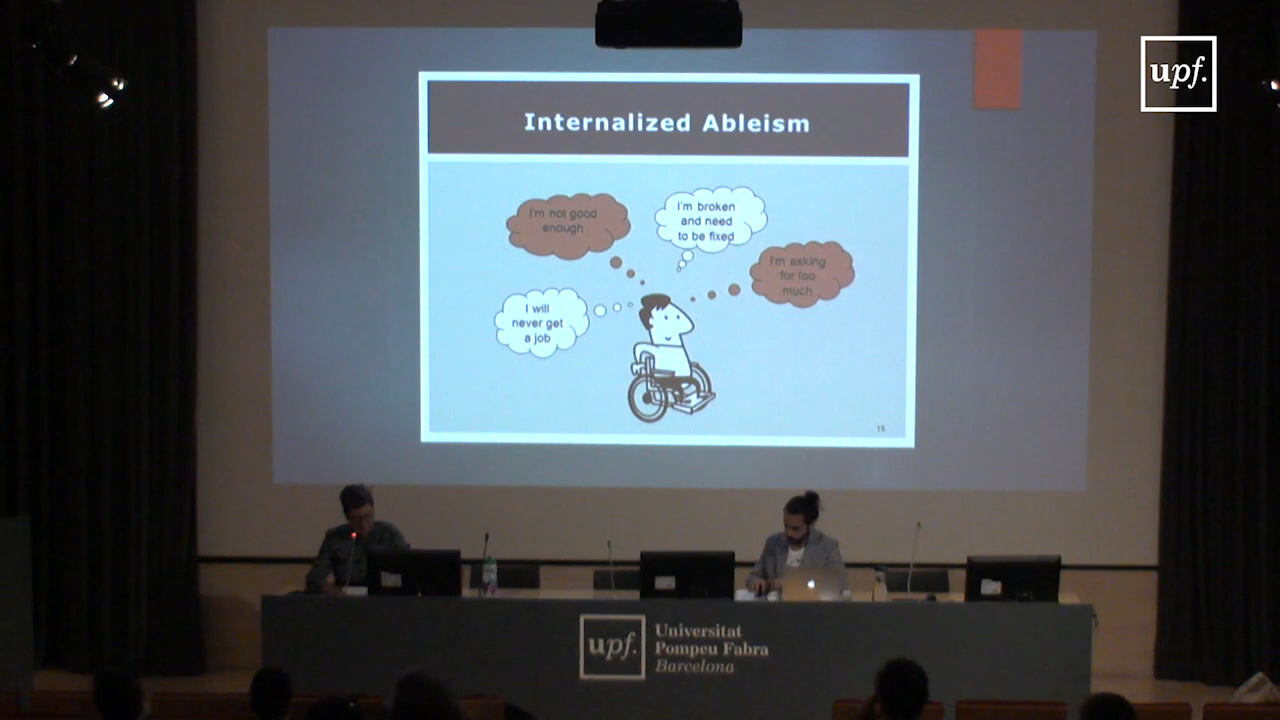 upf.
Internalized Ableism
I'm not good
enough
I'm broken
and need
to be fixed
I'm asking
for too
much
I will
never get
a job
15
upf.
Universitat
Pompeu Fabra
Barcelona